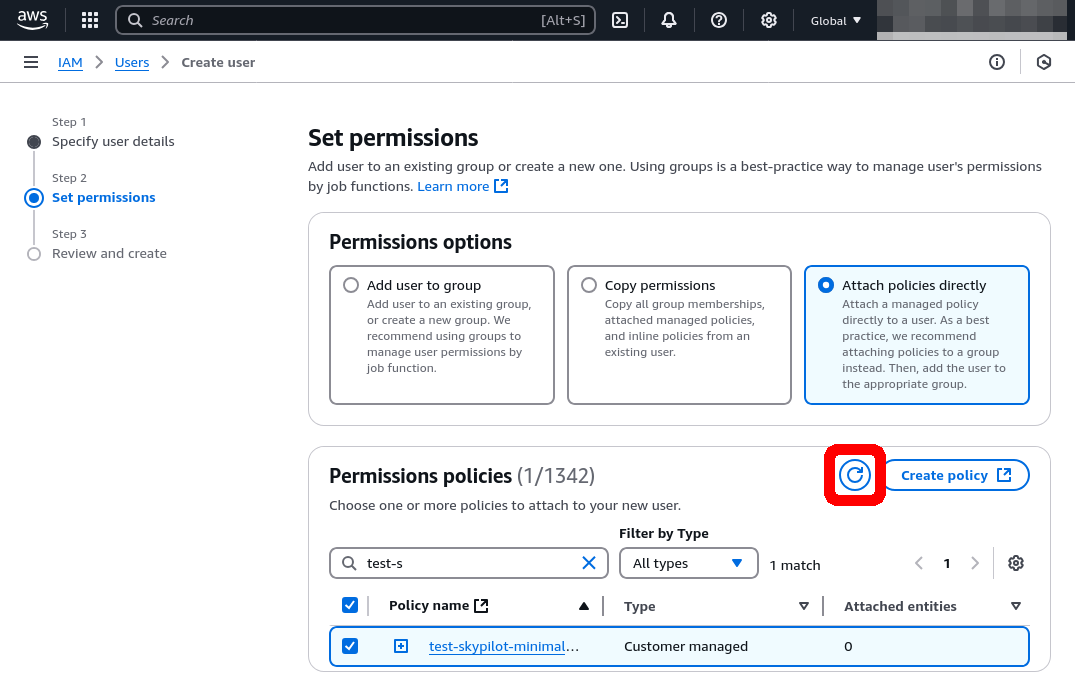 aws
Search [Alt+S]
Global
IAM
Users
Create user
Step 1
Specify user details
Step 2
Set permissions
Step 3
Review and create
Set permissions
Add user to an existing group or create a new one. Using groups is a best-practice way to manage user's permissions
by job functions. Learn more
Permissions options
Add user to group
Add user to an existing group,
or create a new group. We
recommend using groups to
manage user permissions by
job function.
Copy permissions
Copy all group memberships,
attached managed policies,
and inline policies from an
existing user.
Attach policies directly
Attach a managed policy
directly to a user. As a best
practice, we recommend
attaching policies to a group
instead. Then, add the user to
the appropriate group.
Permissions policies (1/1342)
Create policy
Choose one or more policies to attach to your new user.
Filter by Type
test-s
All types
1 match
1
Policy name
Type
Attached entities
test-skypilot-minimal…
Customer managed
0